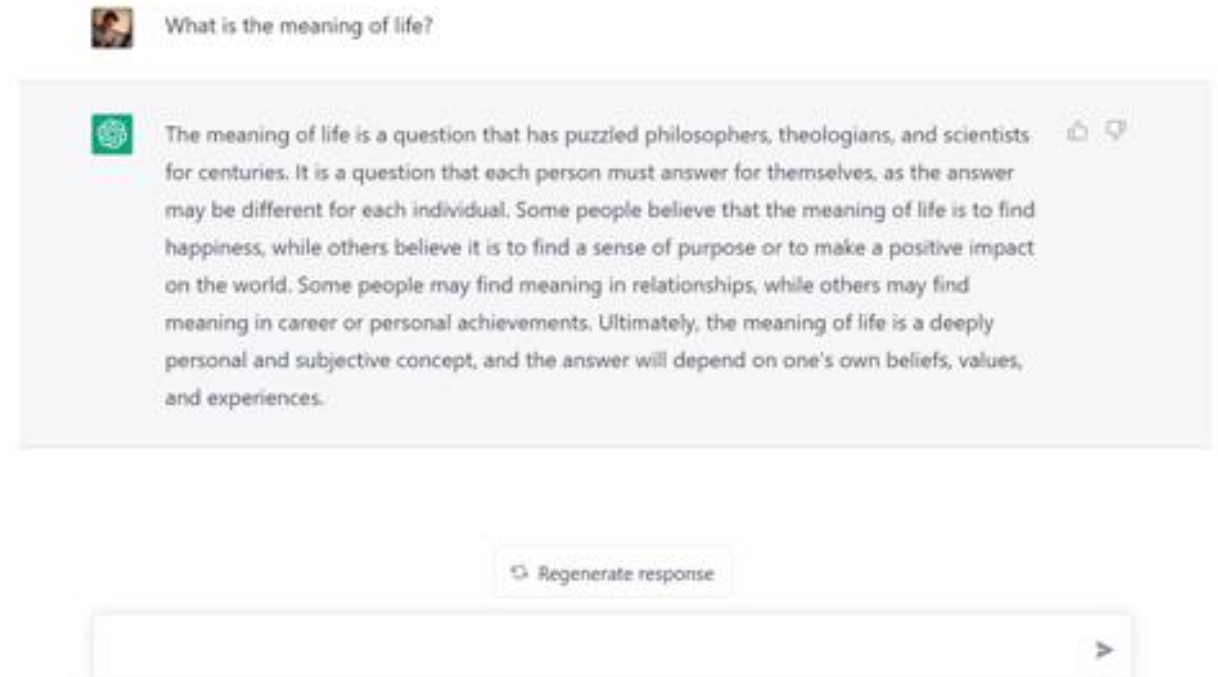 What is the meaning of life?
The meaning of life is a question that has puzzled philosophers, theologians, and scientists
for centuries. It is a question that each person must answer for themselves, as the answer
may be different for each individual. Some people believe that the meaning of life is to find
happiness, while others believe it is to find a sense of purpose or to make a positive impact
on the world. Some people may find meaning in relationships, while others may find
meaning in career or personal achievements. Ultimately, the meaning of life is a deeply
personal and subjective concept, and the answer will depend on one's own beliefs, values,
and experiences.
Regenerate response